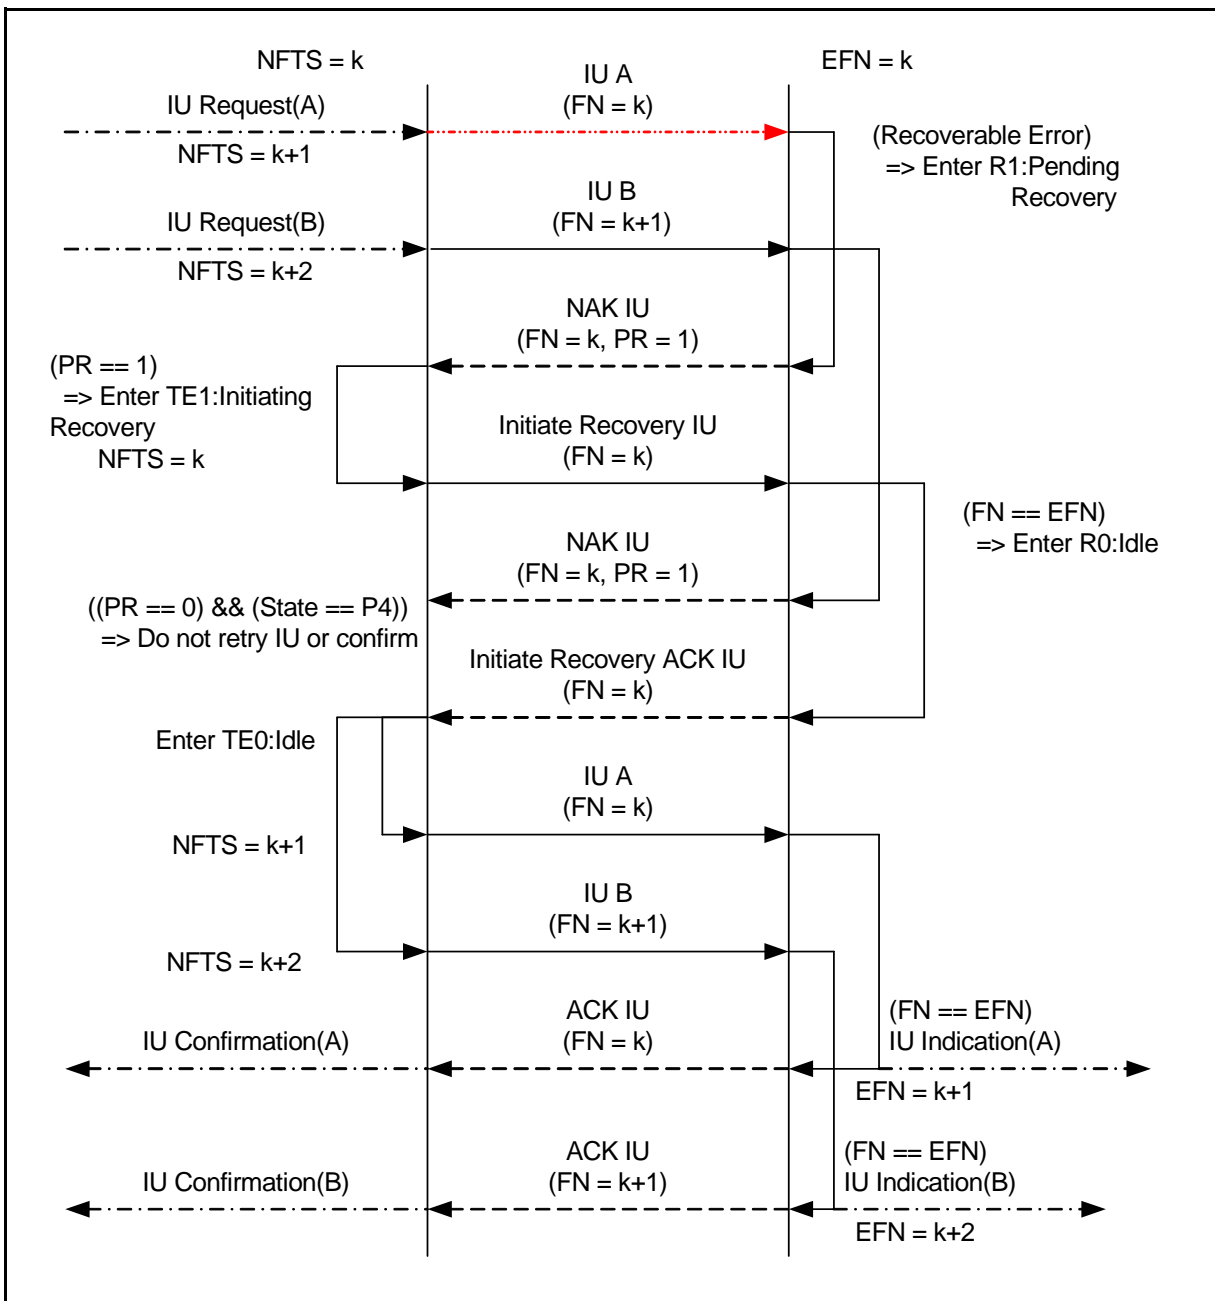 NFTS = k
EFN = k
IU A
(FN = k)
IU Request(A)
NFTS = k+1
(Recoverable Error)
=> Enter R1:Pending
Recovery
IU B
(FN = k+1)
IU Request(B)
NFTS = k+2
NAK IU
(FN = k, PR = 1)
(PR == 1)
=> Enter TE1:Initiating
Recovery
NFTS = k
Initiate Recovery IU
(FN = k)
(FN == EFN)
=> Enter R0:Idle
NAK IU
(FN = k, PR = 1)
((PR == 0) && (State == P4))
=> Do not retry IU or confirm
Initiate Recovery ACK IU
(FN = k)
Enter TE0:Idle
IU A
(FN = k)
NFTS = k+1
IU B
(FN = k+1)
NFTS = k+2
ACK IU
(FN = k)
IU Confirmation(A)
(FN == EFN)
IU Indication(A)
EFN = k+1
ACK IU
(FN = k+1)
IU Confirmation(B)
(FN == EFN)
IU Indication(B)
EFN = k+2